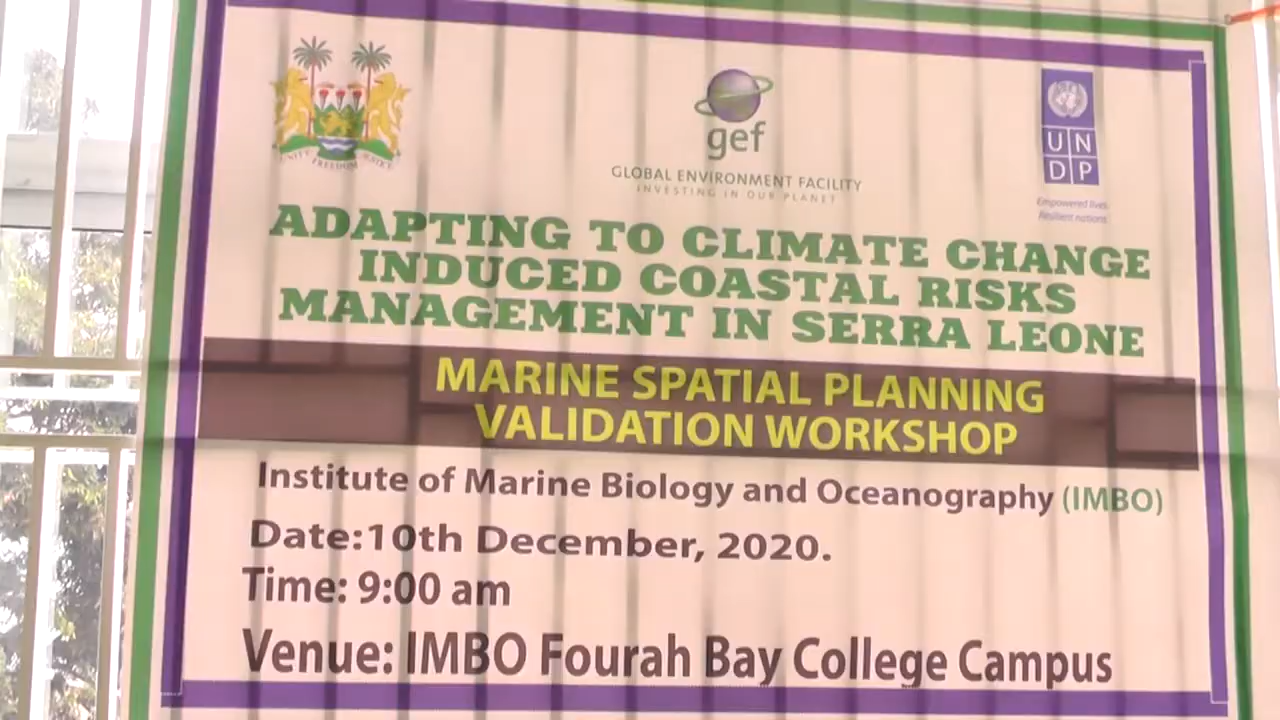 UNITY FREEDOM JUSTICE
gef
GLOBAL ENVIRONMENT FACILITY
INVESTING IN OUR PLANET
UN
DP
Empowered lives.
Resilient nations.
ADAPTING TO CLIMATE CHANGE
INDUCED COASTAL RISKS
MANAGEMENT IN SERRA LEONE
MARINE SPATIAL PLANNING
VALIDATION WORKSHOP
Institute of Marine Biology and Oceanography (IMBO)
Date:10th December, 2020.
Time: 9:00 am
Venue: IMBO Fourah Bay College Campus